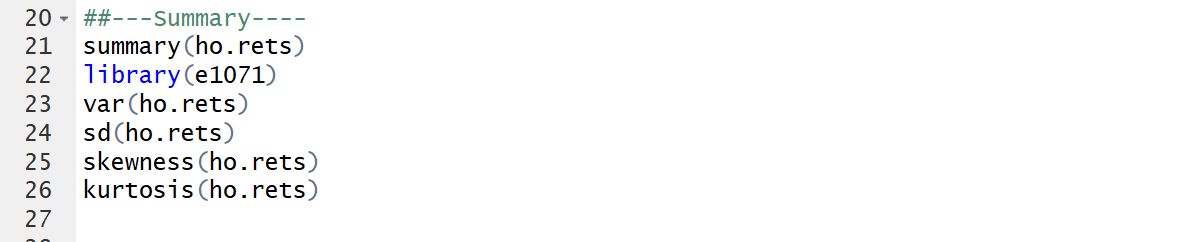 20 ##---Summary----
21 summary(ho.rets)
22 library(e1071)
23 var(ho.rets)
24 sd(ho.rets)
25 skewness(ho.rets)
26 kurtosis(ho.rets)
27